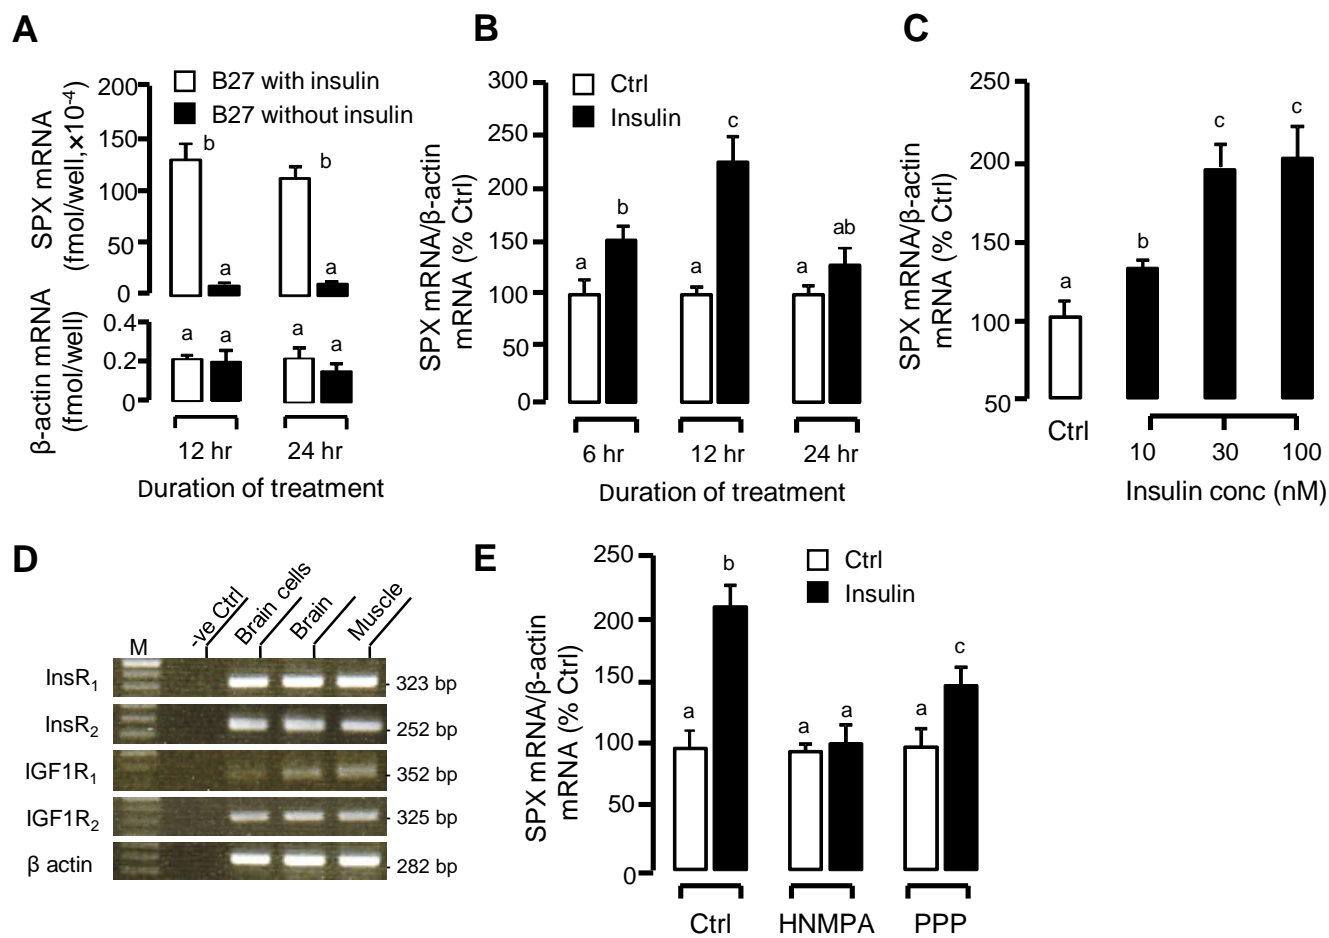 A
200
150
100
50
0
SPX mRNA
(fmol/well,×10-4)
B27 with insulin
B27 without insulin
b
a
b
a
0.4
0.2
0
β-actin mRNA
(fmol/well)
a
a
a
a
12 hr
24 hr
Duration of treatment
B
300
250
200
150
100
50
0
SPX mRNA/β-actin
mRNA (% Ctrl)
Ctrl
Insulin
a
b
a
c
a
ab
6 hr
12 hr
24 hr
Duration of treatment
C
250
200
150
100
50
SPX mRNA/β-actin
mRNA (% Ctrl)
a
b
c
c
Ctrl
10
30
100
Insulin conc (nM)
D
M
-ve Ctrl
Brain cells
Brain
Muscle
InsR1
323 bp
InsR2
252 bp
IGF1R1
352 bp
IGF1R2
325 bp
β actin
282 bp
E
250
200
150
100
50
0
SPX mRNA/β-actin
mRNA (% Ctrl)
Ctrl
Insulin
a
b
a
a
a
c
Ctrl
HNMPA
PPP